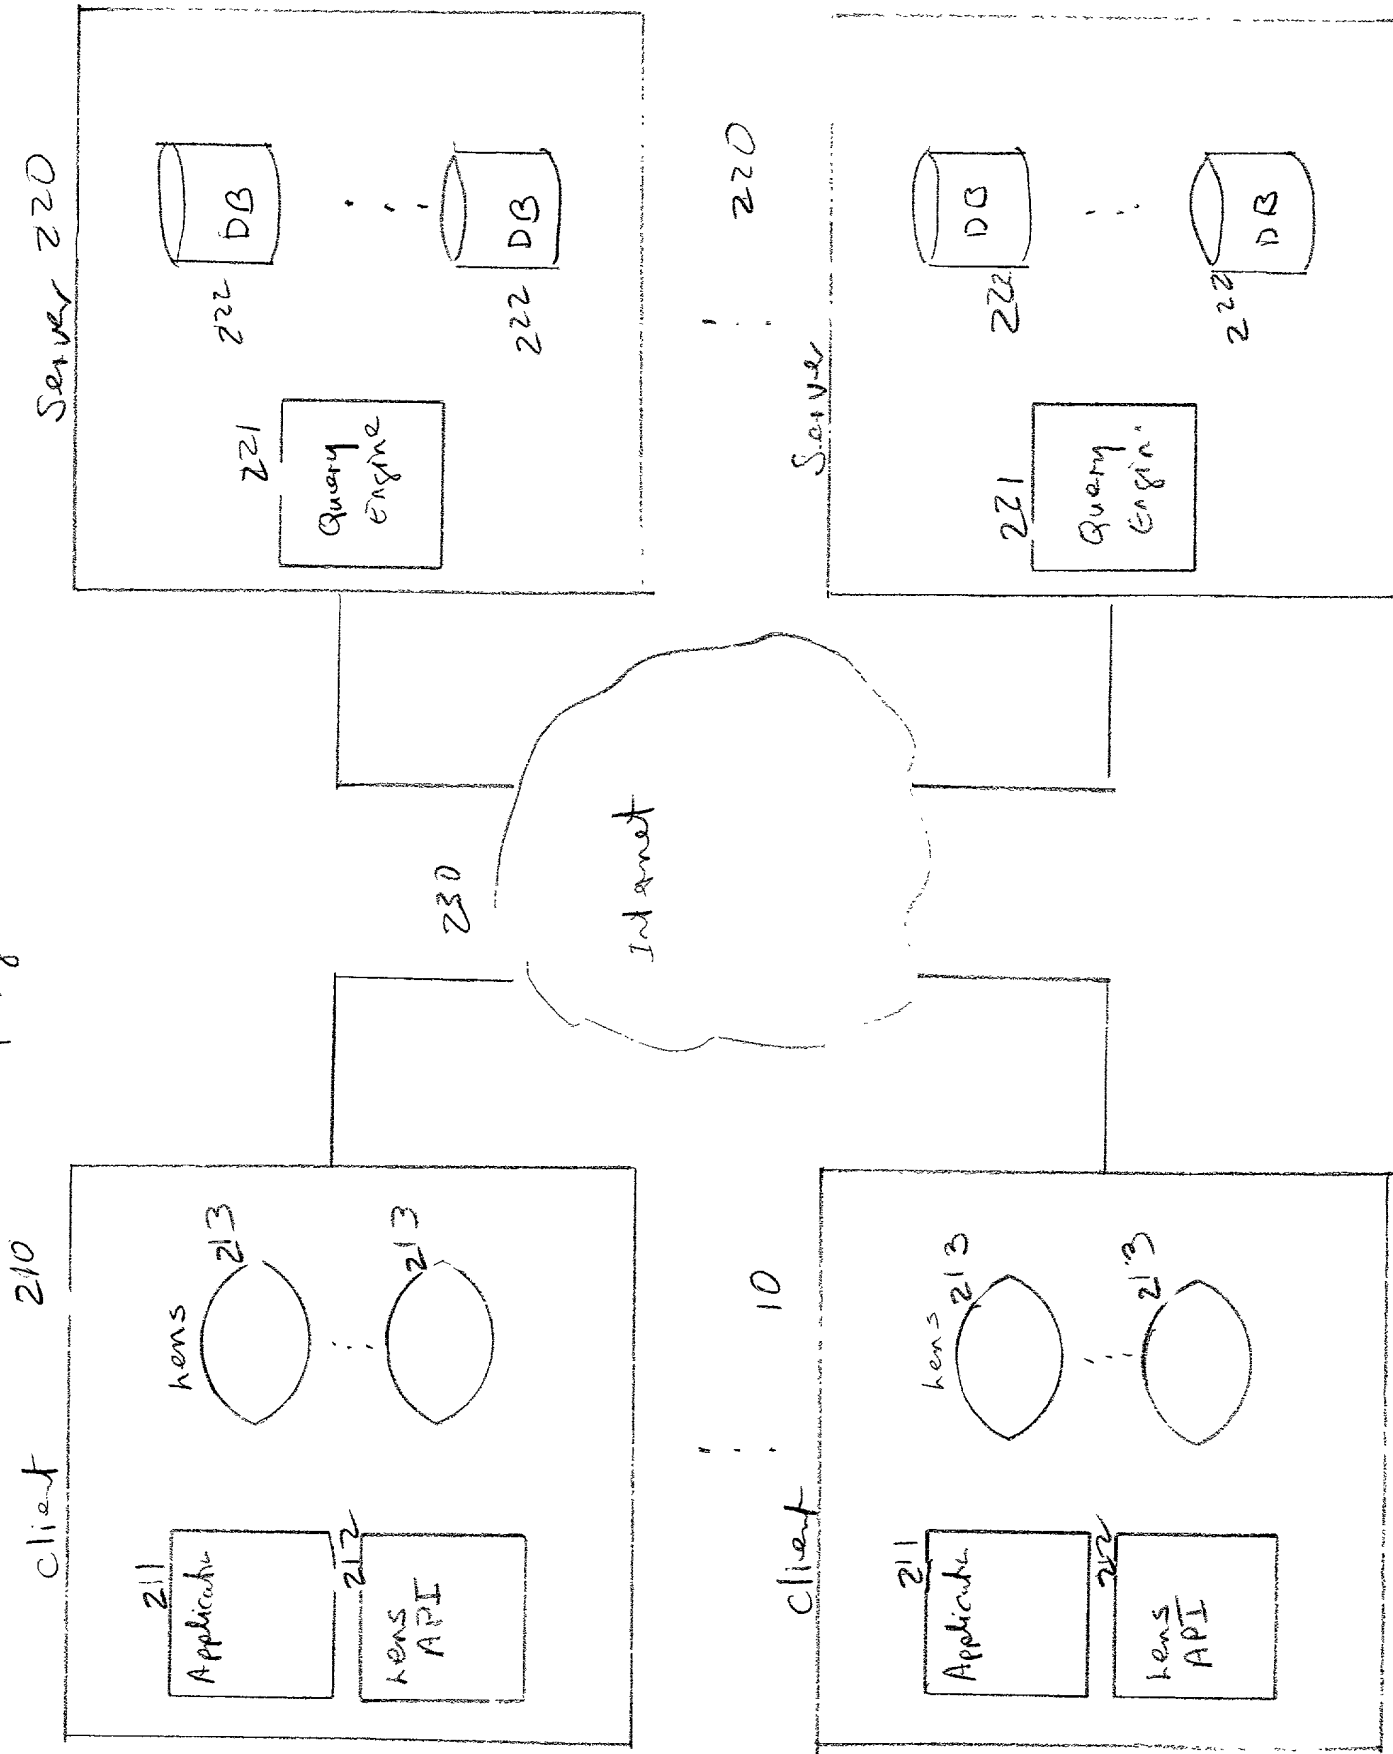 Client 210
Server 220
211
Application
212
Lens
API
Lens
213
213
230
Internet
221
Query
Engine
222
DB
222
DB
Client 10
Server 220
211
Application
212
Lens
API
Lens
213
213
221
Query
Engin
222
DB
222
DB